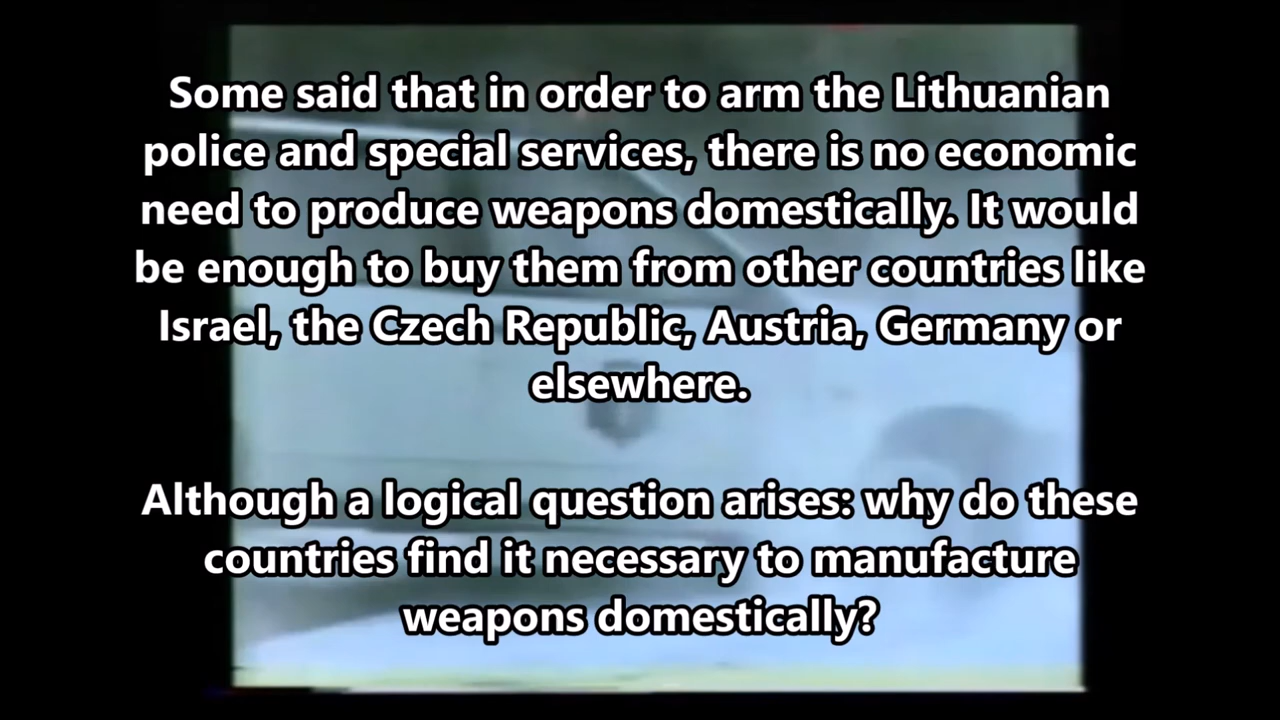 Some said that in order to arm the Lithuanian
police and special services, there is no economic
need to produce weapons domestically. It would
be enough to buy them from other countries like
Israel, the Czech Republic, Austria, Germany or
elsewhere.
Although a logical question arises: why do these
countries find it necessary to manufacture
weapons domestically?